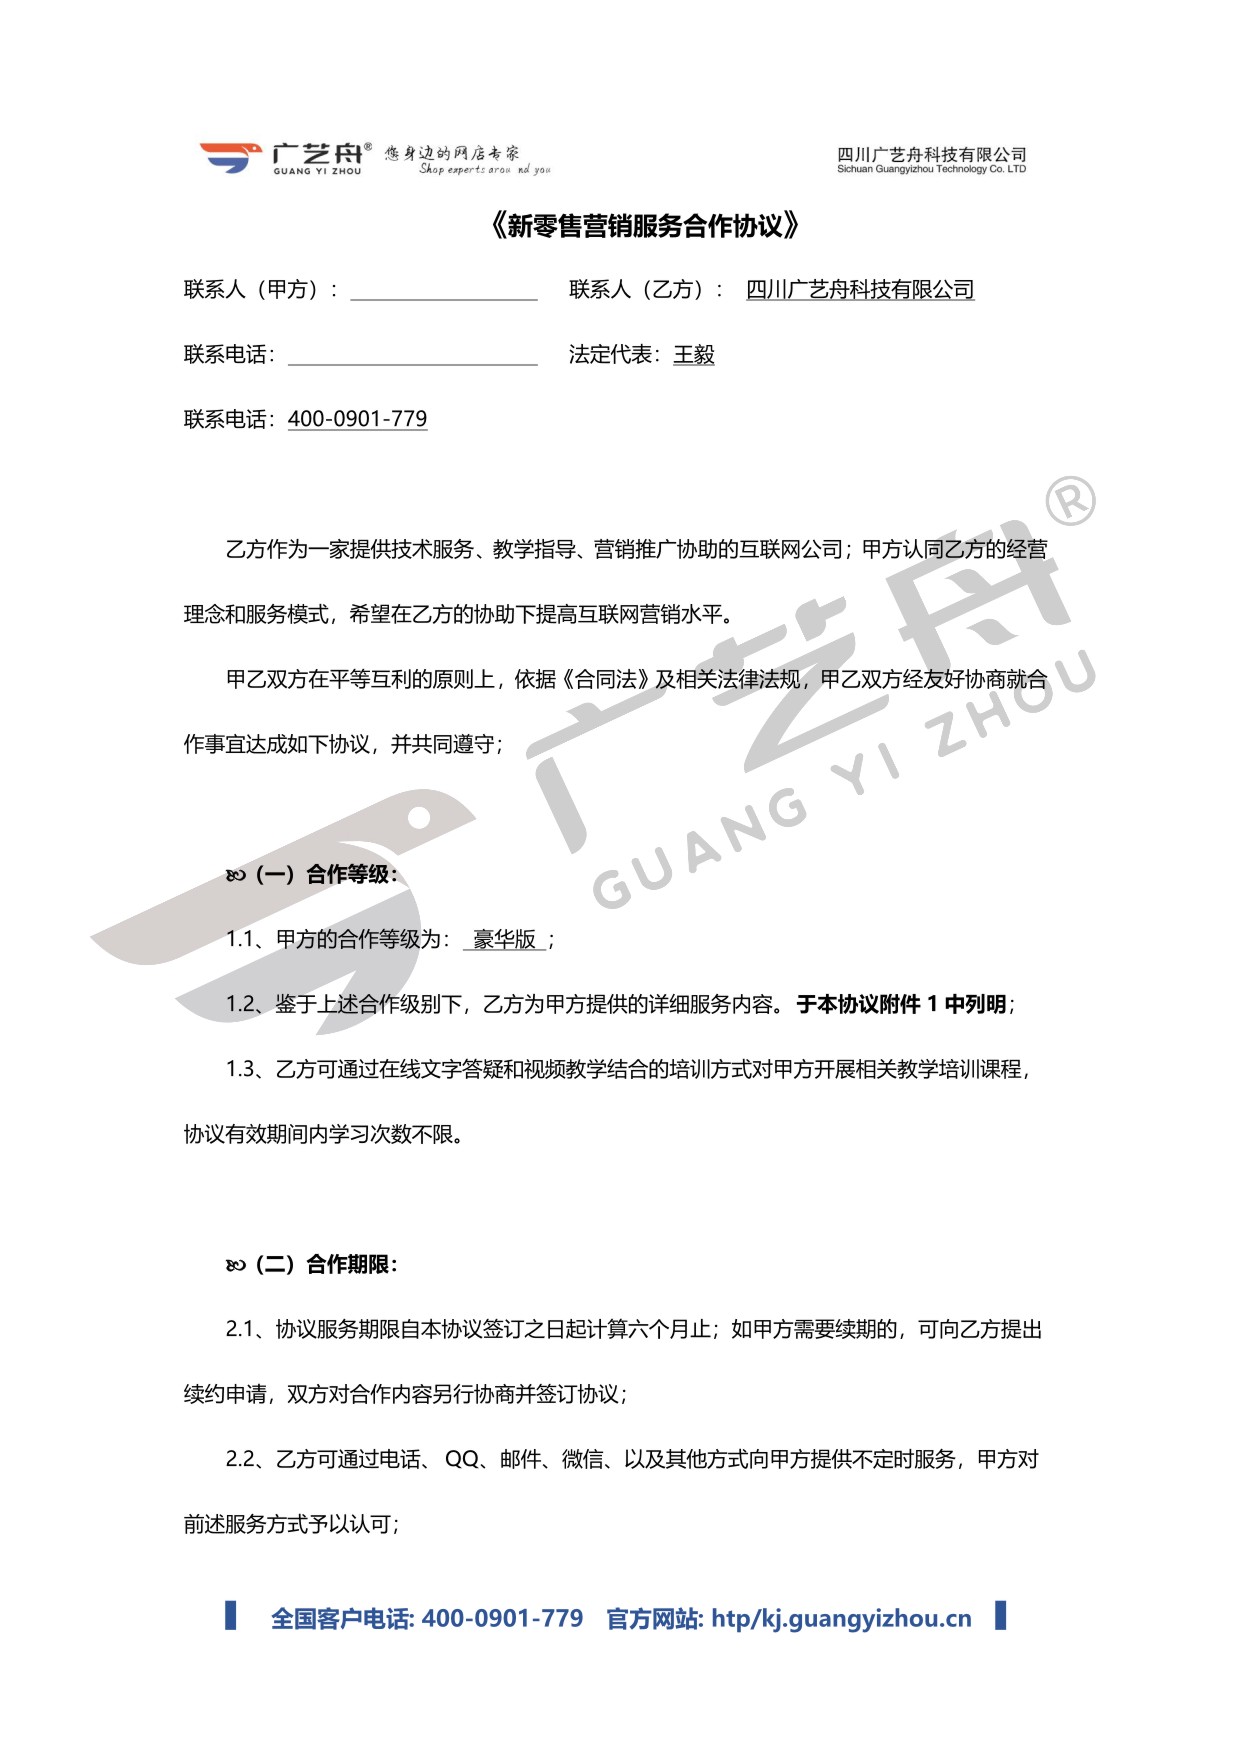 广艺舟® 您身边的网店专家 四川广艺舟科技有限公司
GUANG YI ZHOU Shop experts arou nd you Sichuan Guangyizhou Technology Co. LTD
《新零售营销服务合作协议》
联系人（甲方）： 联系人（乙方）： 四川广艺舟科技有限公司
联系电话： 法定代表：王毅
联系电话：400-0901-779
乙方作为一家提供技术服务、教学指导、营销推广协助的互联网公司；甲方认同乙方的经营
理念和服务模式，希望在乙方的协助下提高互联网营销水平。
甲乙双方在平等互利的原则上，依据《合同法》及相关法律法规，甲乙双方经友好协商就合
作事宜达成如下协议，并共同遵守；
广艺舟®
GUANG YI ZHOU
（一）合作等级：
1.1、甲方的合作等级为： 豪华版 ；
1.2、鉴于上述合作级别下，乙方为甲方提供的详细服务内容。于本协议附件 1 中列明；
1.3、乙方可通过在线文字答疑和视频教学结合的培训方式对甲方开展相关教学培训课程，
协议有效期间内学习次数不限。
（二）合作期限：
2.1、协议服务期限自本协议签订之日起计算六个月止；如甲方需要续期的，可向乙方提出
续约申请，双方对合作内容另行协商并签订协议；
2.2、乙方可通过电话、 QQ、邮件、微信、以及其他方式向甲方提供不定时服务，甲方对
前述服务方式予以认可；
全国客户电话: 400-0901-779 官方网站: htp/kj.guangyizhou.cn